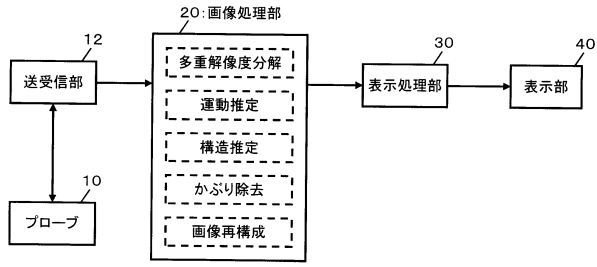 20:画像処理部
12
送受信部
10
プローブ
多重解像度分解
運動推定
構造推定
かぶり除去
画像再構成
30
表示処理部
40
表示部